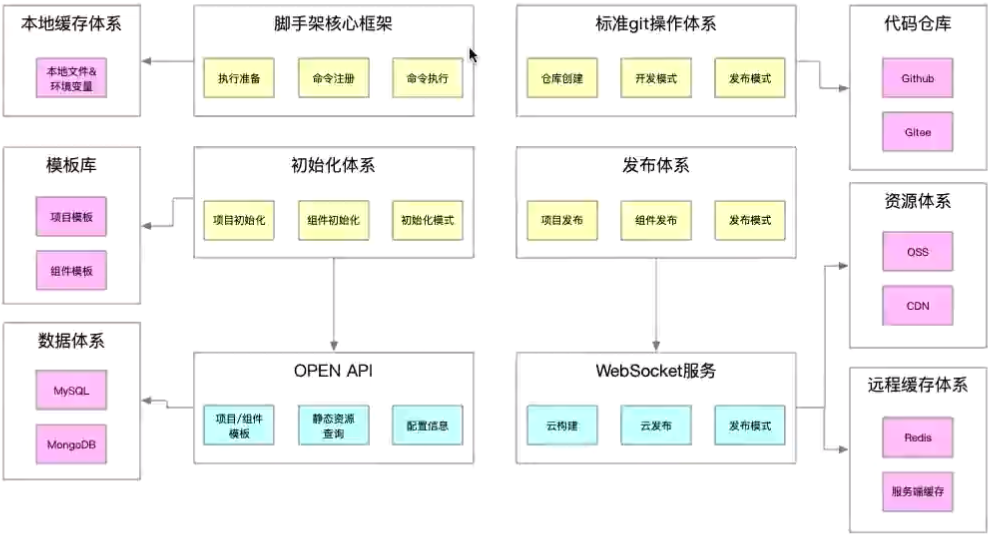 本地缓存体系
本地文件&
环境变量
脚手架核心框架
执行准备
命令注册
命令执行
标准git操作体系
仓库创建
开发模式
发布模式
代码仓库
Github
GItee
模板库
项目模板
组件模板
初始化体系
项目初始化
组件初始化
初始化模式
发布体系
项目发布
组件发布
发布模式
资源体系
OSS
CDN
数据体系
MySQL
MongoDB
OPEN API
项目/组件
模板
静态资源
查询
配置信息
WebSocket服务
云构建
云发布
发布模式
远程缓存体系
Redis
服务端缓存